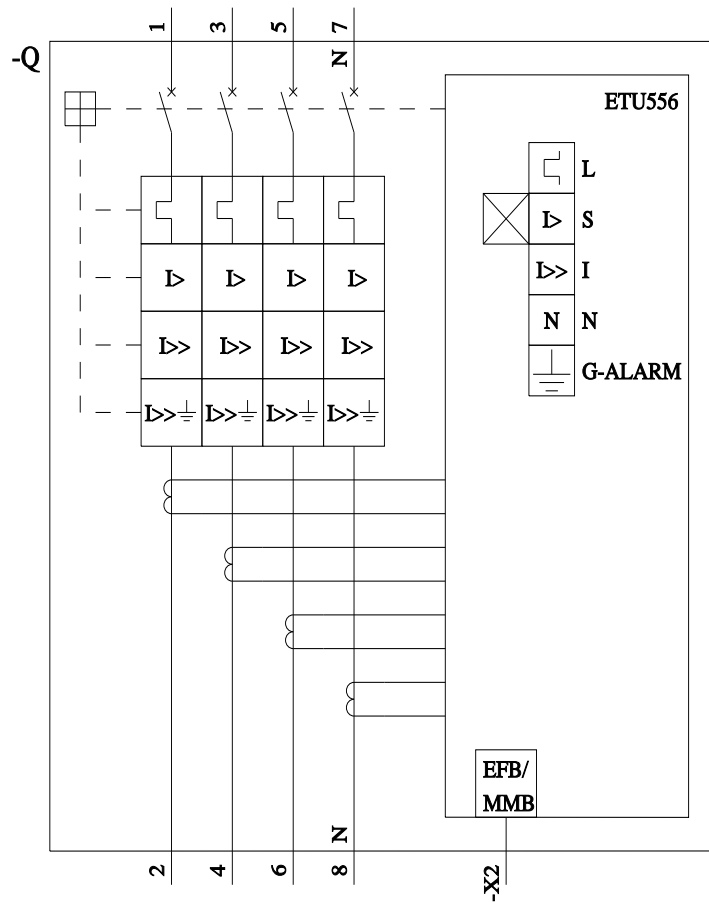 1 3 5 7
N
-Q
ETU556
L
I> S
I>> I
N N
G-ALARM
I> I> I> I>
I>> I>> I>> I>>
I>> I>> I>> I>>
EFB/
MMB
N
2 4 6 8
-X2